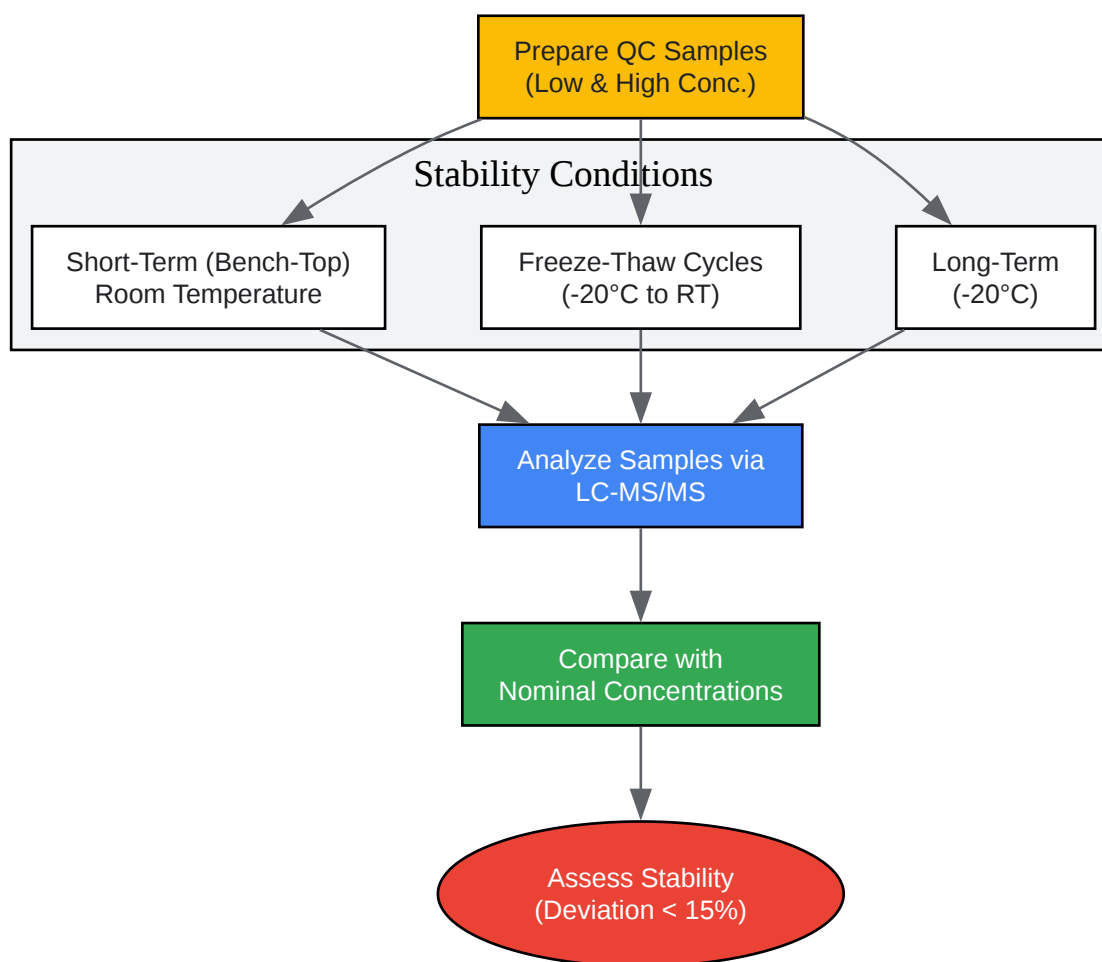 Prepare QC Samples
(Low & High Conc.)
Stability Conditions
Short-Term (Bench-Top)
Room Temperature
Freeze-Thaw Cycles
(-20°C to RT)
Long-Term
(-20°C)
Analyze Samples via
LC-MS/MS
Compare with
Nominal Concentrations
Assess Stability
(Deviation < 15%)